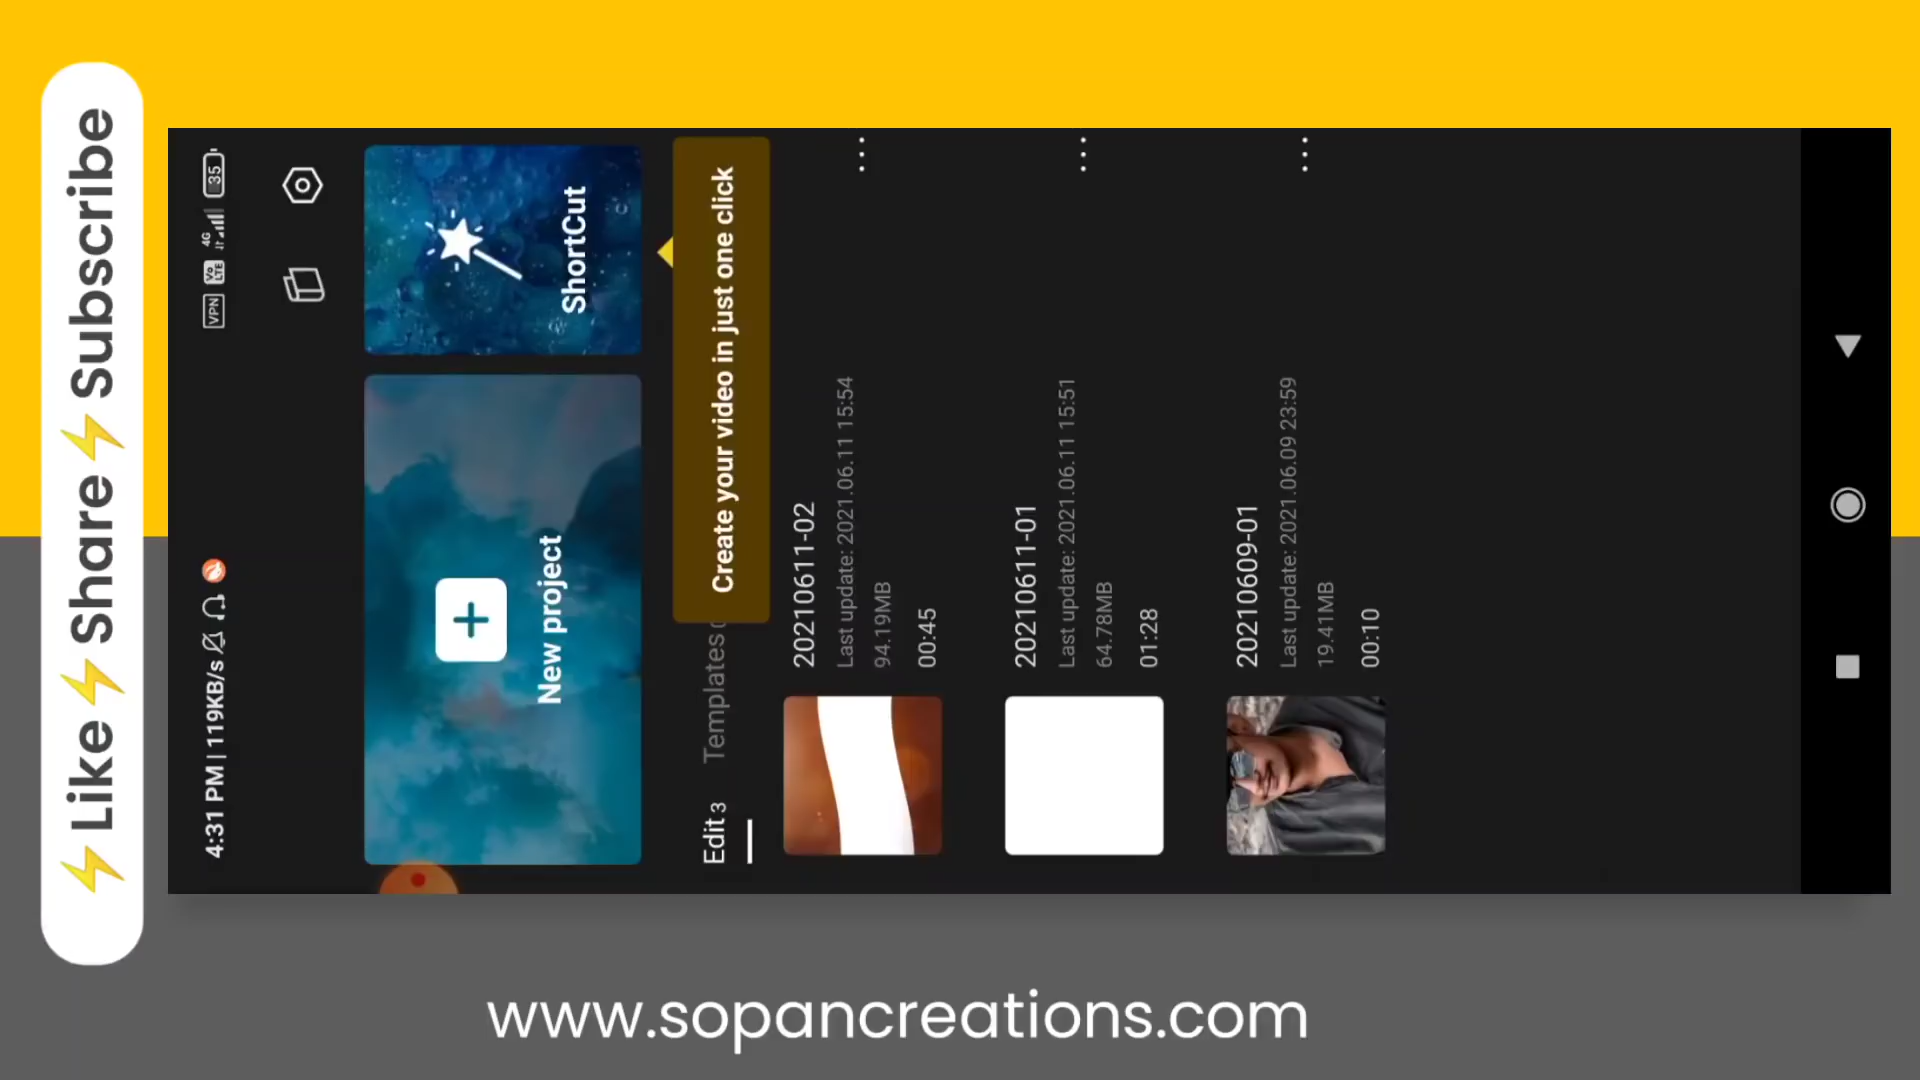 ⚡Like⚡Share⚡Subscribe
4:31 PM | 119KB/s
VPN
Vo LTE
4G
35
New project
ShortCut
Create your video in just one click
Edit 3
Templates
20210611-02
Last update: 2021.06.11 15:54
94.19MB
00:45
20210611-01
Last update: 2021.06.11 15:51
64.78MB
01:28
20210609-01
Last update: 2021.06.09 23:59
19.41MB
00:10
www.sopancreations.com